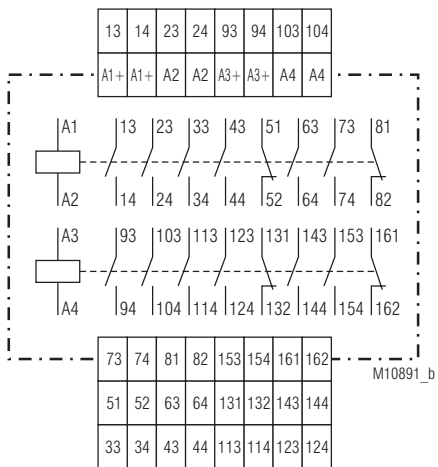 13 14 23 24 93 94 103 104
A1+ A1+ A2 A2 A3+ A3+ A4 A4
A1 13 23 33 43 51 63 73 81
A2 14 24 34 44 52 64 74 82
A3 93 103 113 123 131 143 153 161
A4 94 104 114 124 132 144 154 162
73 74 81 82 153 154 161 162
M10891_b
51 52 63 64 131 132 143 144
33 34 43 44 113 114 123 124